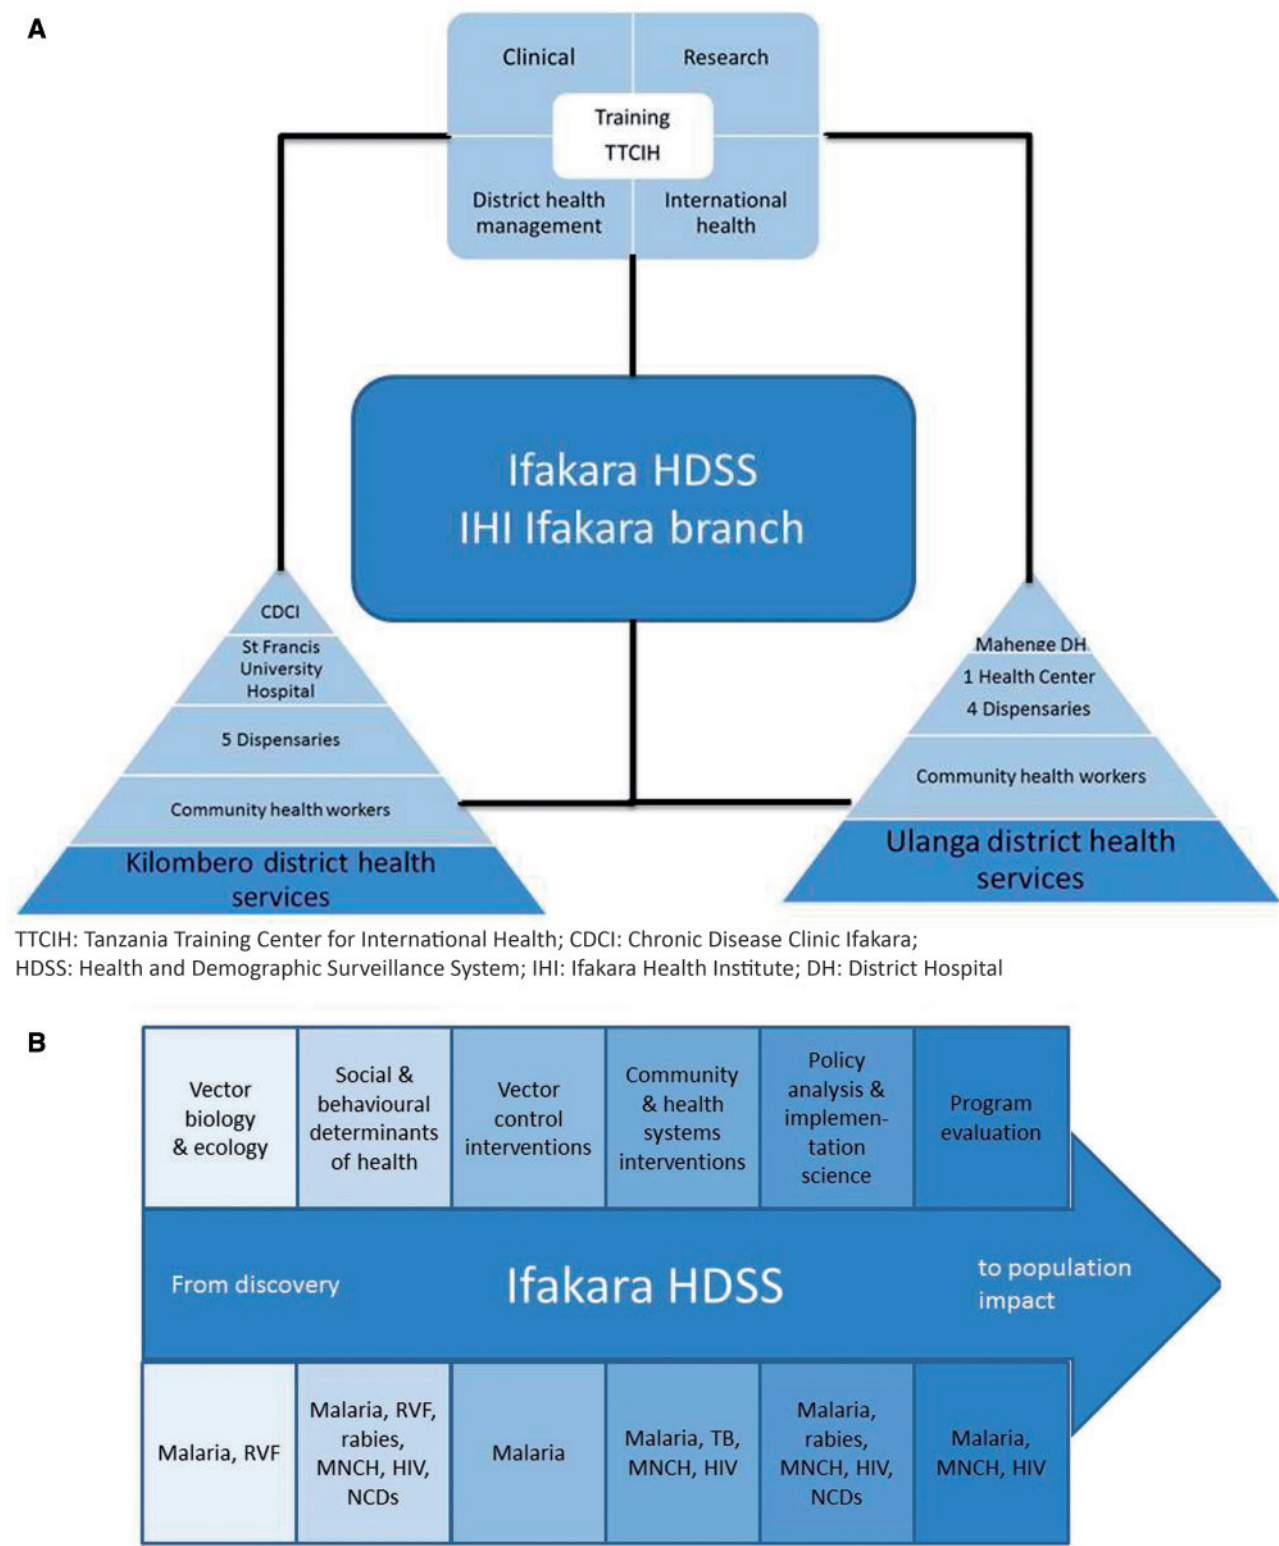 A
Clinical
Research
Training
TTCIH
District health
management
International
health
Ifakara HDSS
IHI Ifakara branch
CDCI
St Francis
University
Hospital
5 Dispensaries
Community health workers
Kilombero district health
services
Mahenge DH
1 Health Center
4 Dispensaries
Community health workers
Ulanga district health
services
TTCIH: Tanzania Training Center for International Health; CDCI: Chronic Disease Clinic Ifakara;
HDSS: Health and Demographic Surveillance System; IHI: Ifakara Health Institute; DH: District Hospital
B
Vector
biology
& ecology
Social &
behavioural
determinants
of health
Vector
control
interventions
Community
& health
systems
interventions
Policy
analysis &
implemen-
tation
science
Program
evaluation
From discovery
Ifakara HDSS
to population
impact
Malaria, RVF
Malaria, RVF,
rabies,
MNCH, HIV,
NCDs
Malaria
Malaria, TB,
MNCH, HIV
Malaria,
rabies,
MNCH, HIV,
NCDs
Malaria,
MNCH, HIV